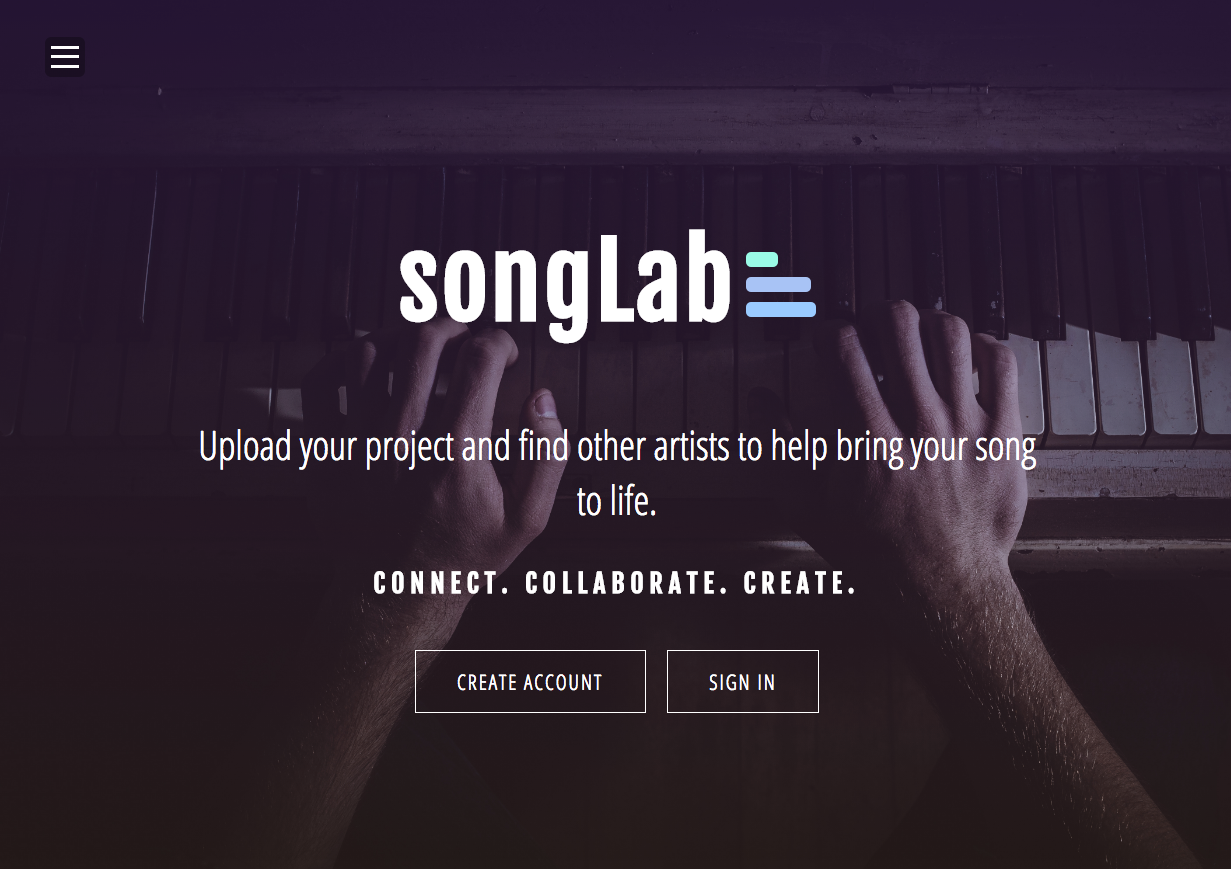 songLab
Upload your project and find other artists to help bring your song
to life.
CONNECT. COLLABORATE. CREATE.
CREATE ACCOUNT
SIGN IN